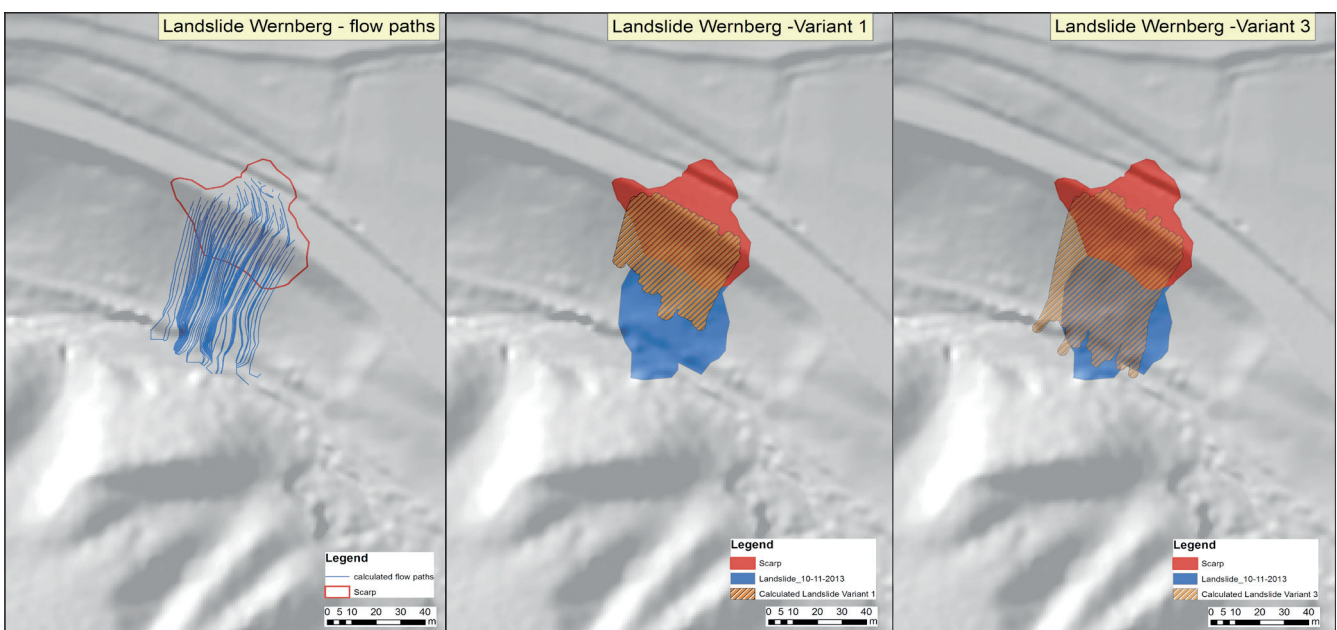 Landslide Wernberg - flow paths
Legend
calculated flow paths
Scarp
0 5 10 20 30 40
m
Landslide Wernberg -Variant 1
Legend
Scarp
Landslide_10-11-2013
Calculated Landslide Variant 1
0 5 10 20 30 40
m
Landslide Wernberg -Variant 3
Legend
Scarp
Landslide_10-11-2013
Calculated Landslide Variant 3
0 5 10 20 30 40
m